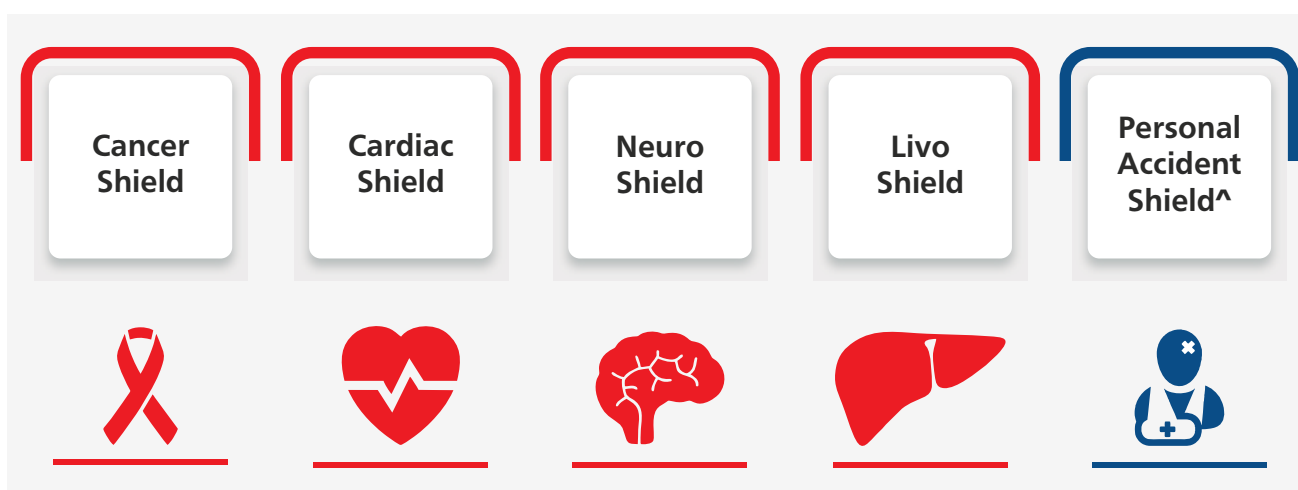 Cancer
Shield
Cardiac
Shield
Neuro
Shield
Livo
Shield
Personal
Accident
Shield^